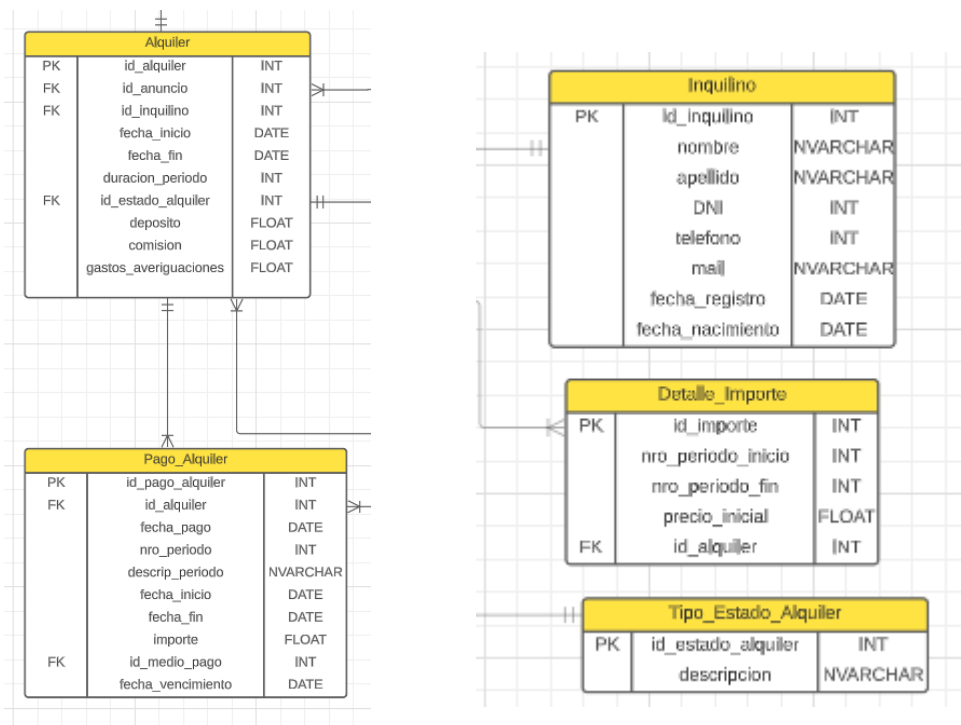 Alquiler
PK id_alquiler INT
FK id_anuncio INT
FK id_inquilino INT
fecha_inicio DATE
fecha_fin DATE
duracion_periodo INT
FK id_estado_alquiler INT
deposito FLOAT
comision FLOAT
gastos_averiguaciones FLOAT
Pago_Alquiler
PK id_pago_alquiler INT
FK id_alquiler INT
fecha_pago DATE
nro_periodo INT
descrip_periodo NVARCHAR
fecha_inicio DATE
fecha_fin DATE
importe FLOAT
FK id_medio_pago INT
fecha_vencimiento DATE
Inquilino
PK id_inquilino INT
nombre NVARCHAR
apellido NVARCHAR
DNI INT
telefono INT
mail NVARCHAR
fecha_registro DATE
fecha_nacimiento DATE
Detalle_Importe
PK id_importe INT
nro_periodo_inicio INT
nro_periodo_fin INT
precio_inicial FLOAT
FK id_alquiler INT
Tipo_Estado_Alquiler
PK id_estado_alquiler INT
descripcion NVARCHAR